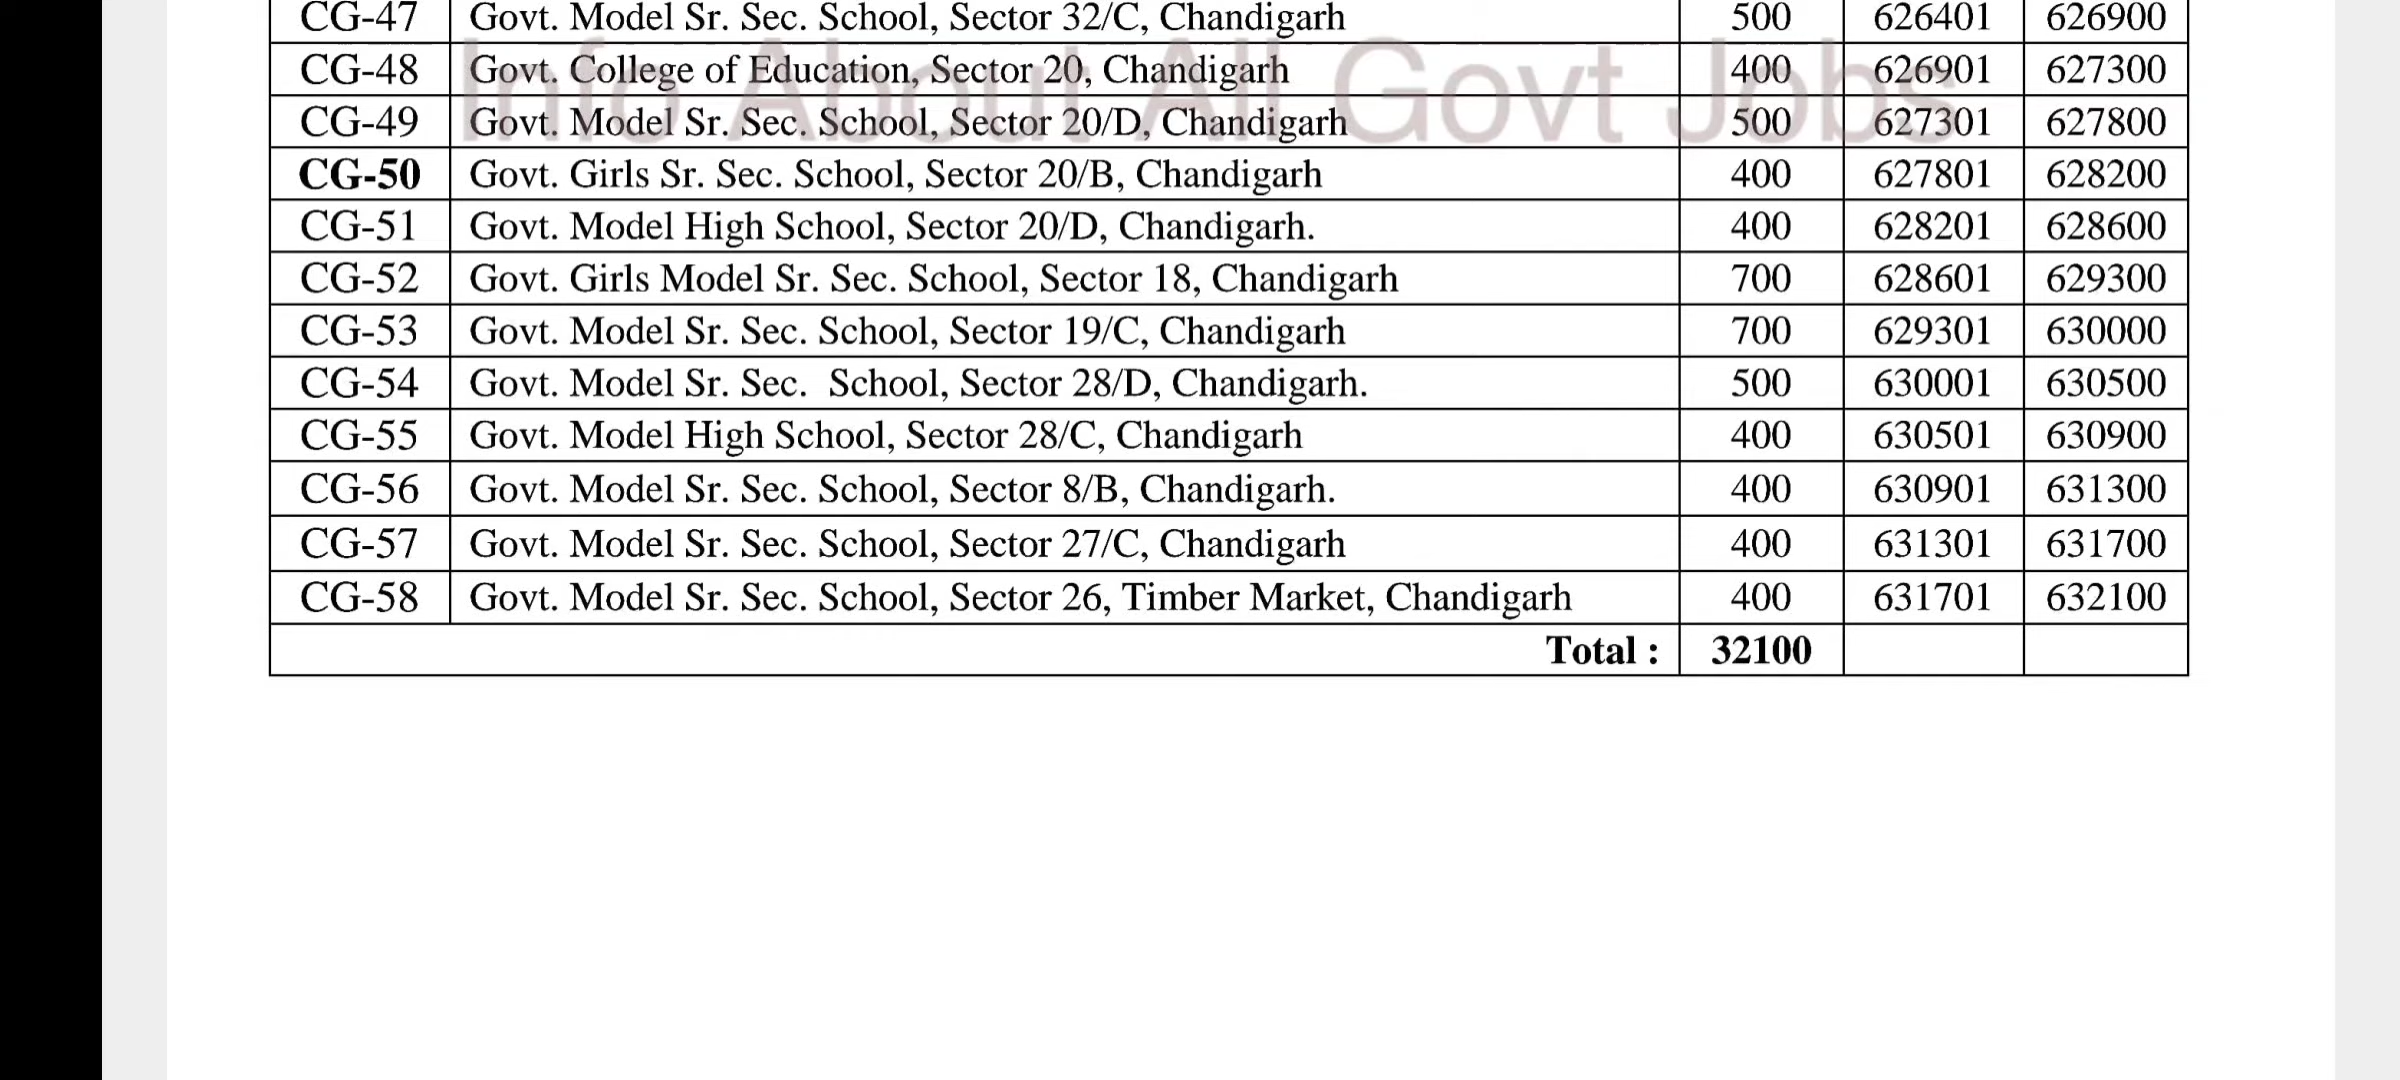 CG-47 Govt. Model Sr. Sec. School, Sector 32/C, Chandigarh 500 626401 626900
CG-48 Govt. College of Education, Sector 20, Chandigarh 400 626901 627300
Info About All Govt Jobs
CG-49 Govt. Model Sr. Sec. School, Sector 20/D, Chandigarh 500 627301 627800
CG-50 Govt. Girls Sr. Sec. School, Sector 20/B, Chandigarh 400 627801 628200
CG-51 Govt. Model High School, Sector 20/D, Chandigarh. 400 628201 628600
CG-52 Govt. Girls Model Sr. Sec. School, Sector 18, Chandigarh 700 628601 629300
CG-53 Govt. Model Sr. Sec. School, Sector 19/C, Chandigarh 700 629301 630000
CG-54 Govt. Model Sr. Sec.  School, Sector 28/D, Chandigarh. 500 630001 630500
CG-55 Govt. Model High School, Sector 28/C, Chandigarh 400 630501 630900
CG-56 Govt. Model Sr. Sec. School, Sector 8/B, Chandigarh. 400 630901 631300
CG-57 Govt. Model Sr. Sec. School, Sector 27/C, Chandigarh 400 631301 631700
CG-58 Govt. Model Sr. Sec. School, Sector 26, Timber Market, Chandigarh 400 631701 632100
Total : 32100